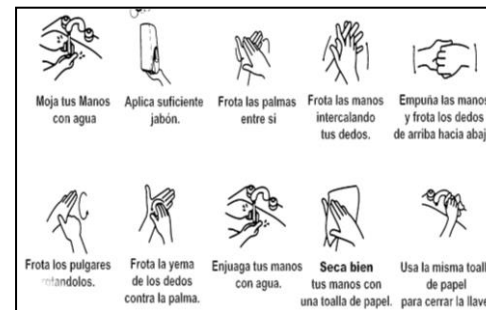 Moja tus Manos
con agua
Aplica suficiente
jabón.
Frota las palmas
entre si
Frota las manos
intercalando
tus dedos.
Empuña las manos
y frota los dedos
de arriba hacia abaj
Frota los pulgares
rotandolos.
Frota la yema
de los dedos
contra la palma.
Enjuaga tus manos
con agua.
Seca bien
tus manos con
una toalla de papel.
Usa la misma toall
de papel
para cerrar la llave